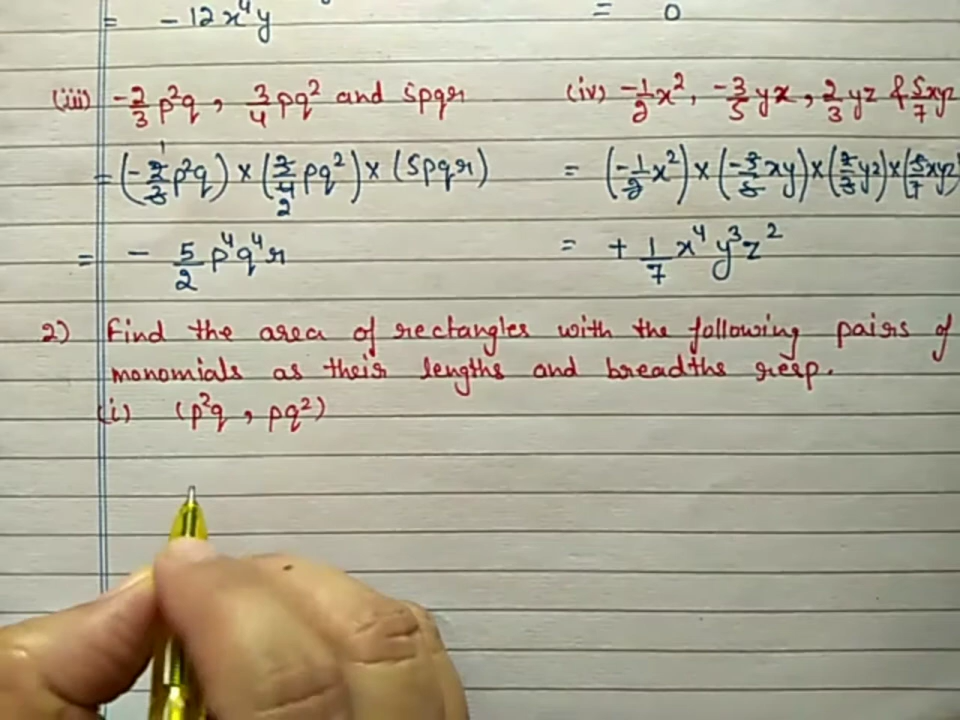 = - 12x⁴y = 0
(iii) -2/3 p²q, 3/4 pq² and 5pqr (iv) -1/2 x², -3/5 yx, 2/3 yz & 5/7 xyz
= (-2/3 p²q) × (3/4 pq²) × (5pqr) = (-1/2 x²) × (-3/5 xy) × (2/3 yz) × (5/7 xyz
= - 5/2 p⁴q⁴r = + 1/7 x⁴y³z²
2) Find the area of rectangles with the following pairs of
monomials as their lengths and breadths resp.
(i) (p²q, pq²)